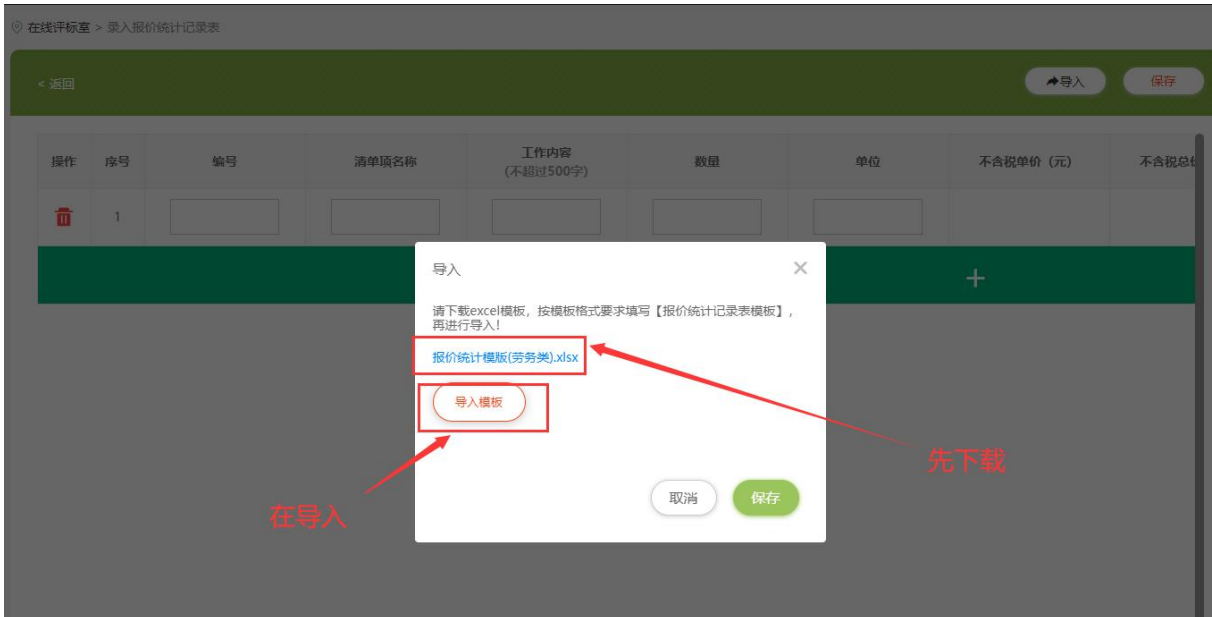 在线评标室 > 录入报价统计记录表
< 返回
导入
保存
操作
序号
编号
清单项名称
工作内容
(不超过500字)
数量
单位
不含税单价（元）
不含税总
1
导入
请下载excel模板，按模板格式要求填写【报价统计记录表模板】，
再进行导入！
报价统计模版(劳务类).xlsx
导入模板
先下载
取消
保存
在导入